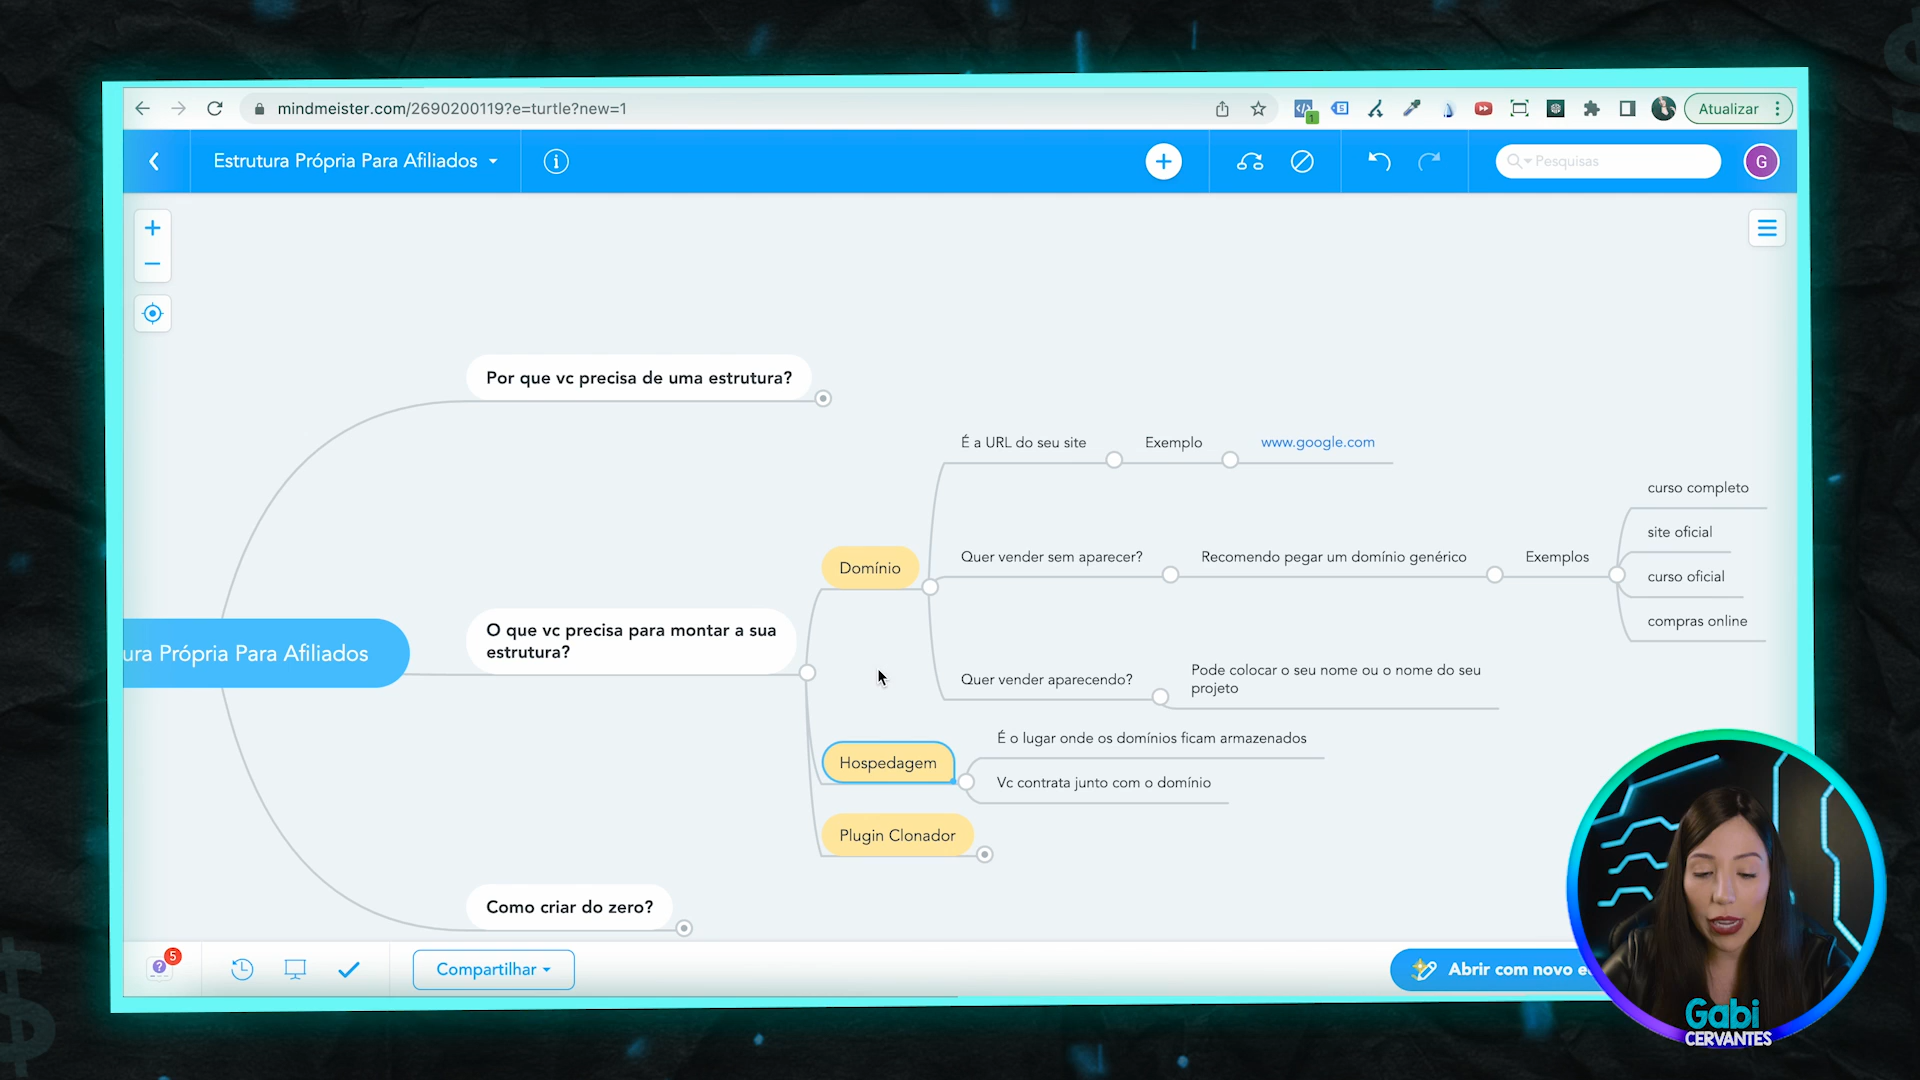 mindmeister.com/2690200119?e=turtle?new=1
1
Atualizar
Estrutura Própria Para Afiliados
Pesquisas
G
Por que vc precisa de uma estrutura?
É a URL do seu site
Exemplo
www.google.com
curso completo
site oficial
Domínio
Quer vender sem aparecer?
Recomendo pegar um domínio genérico
Exemplos
curso oficial
compras online
O que vc precisa para montar a sua
estrutura?
ura Própria Para Afiliados
Quer vender aparecendo?
Pode colocar o seu nome ou o nome do seu
projeto
Hospedagem
É o lugar onde os domínios ficam armazenados
Vc contrata junto com o domínio
Plugin Clonador
Como criar do zero?
5
Compartilhar
Abrir com novo e
Gabi
CERVANTES